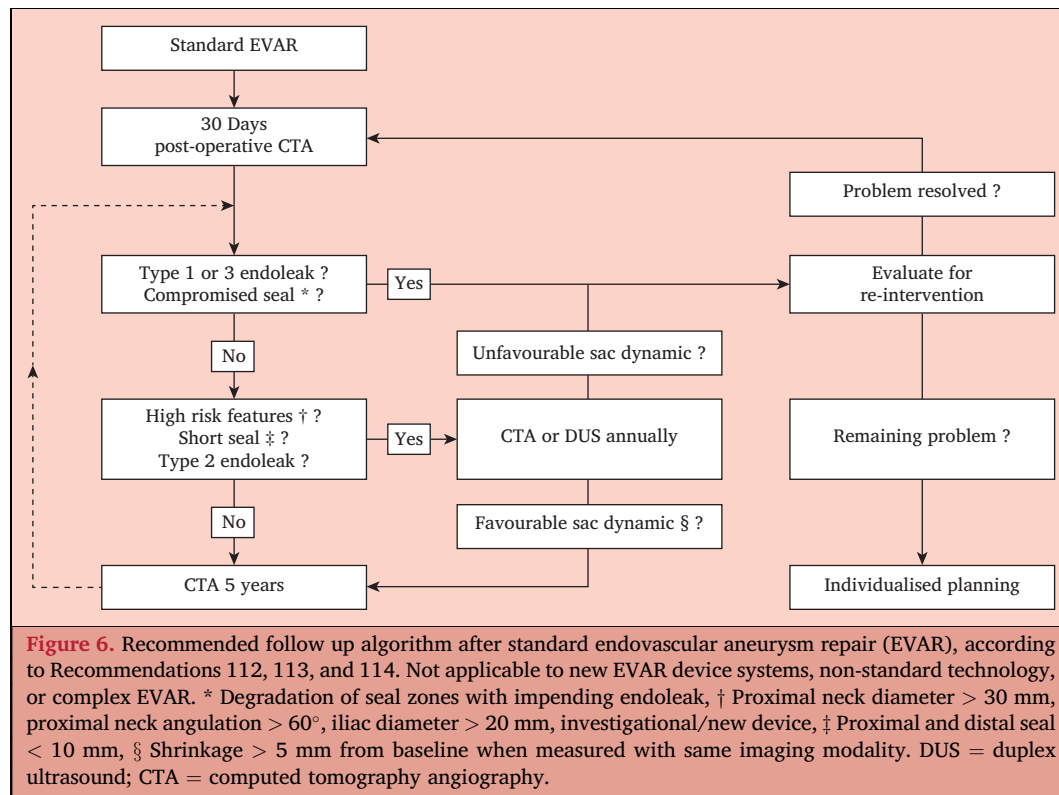 Standard EVAR
30 Days
post-operative CTA
Problem resolved ?
Type 1 or 3 endoleak ?
Compromised seal * ?
Yes
Evaluate for
re-intervention
No
Unfavourable sac dynamic ?
High risk features † ?
Short seal ‡ ?
Type 2 endoleak ?
Yes
CTA or DUS annually
Remaining problem ?
No
Favourable sac dynamic § ?
CTA 5 years
Individualised planning
Figure 6. Recommended follow up algorithm after standard endovascular aneurysm repair (EVAR), according
to Recommendations 112, 113, and 114. Not applicable to new EVAR device systems, non-standard technology,
or complex EVAR. * Degradation of seal zones with impending endoleak, † Proximal neck diameter > 30 mm,
proximal neck angulation > 60°, iliac diameter > 20 mm, investigational/new device, ‡ Proximal and distal seal
< 10 mm, § Shrinkage > 5 mm from baseline when measured with same imaging modality. DUS = duplex
ultrasound; CTA = computed tomography angiography.